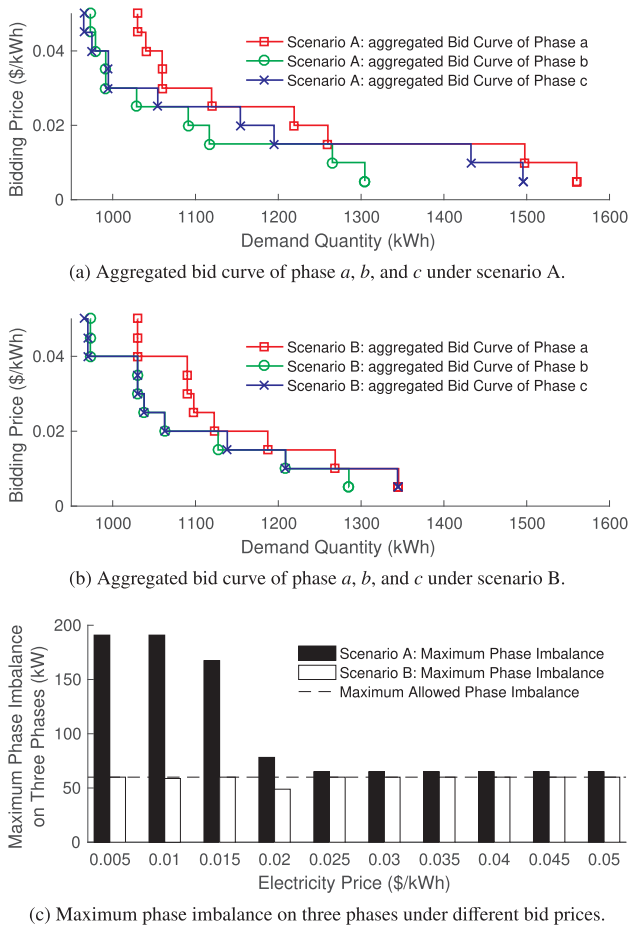 Bidding Price ($/kWh)
0.04
0.02
0
Scenario A: aggregated Bid Curve of Phase a
Scenario A: aggregated Bid Curve of Phase b
Scenario A: aggregated Bid Curve of Phase c
1000 1100 1200 1300 1400 1500 1600
Demand Quantity (kWh)
(a) Aggregated bid curve of phase a, b, and c under scenario A.
Bidding Price ($/kWh)
0.04
0.02
0
Scenario B: aggregated Bid Curve of Phase a
Scenario B: aggregated Bid Curve of Phase b
Scenario B: aggregated Bid Curve of Phase c
1000 1100 1200 1300 1400 1500 1600
Demand Quantity (kWh)
(b) Aggregated bid curve of phase a, b, and c under scenario B.
Maximum Phase Imbalance
on Three Phases (kW)
200
150
100
50
0
Scenario A: Maximum Phase Imbalance
Scenario B: Maximum Phase Imbalance
Maximum Allowed Phase Imbalance
0.005 0.01 0.015 0.02 0.025 0.03 0.035 0.04 0.045 0.05
Electricity Price ($/kWh)
(c) Maximum phase imbalance on three phases under different bid prices.